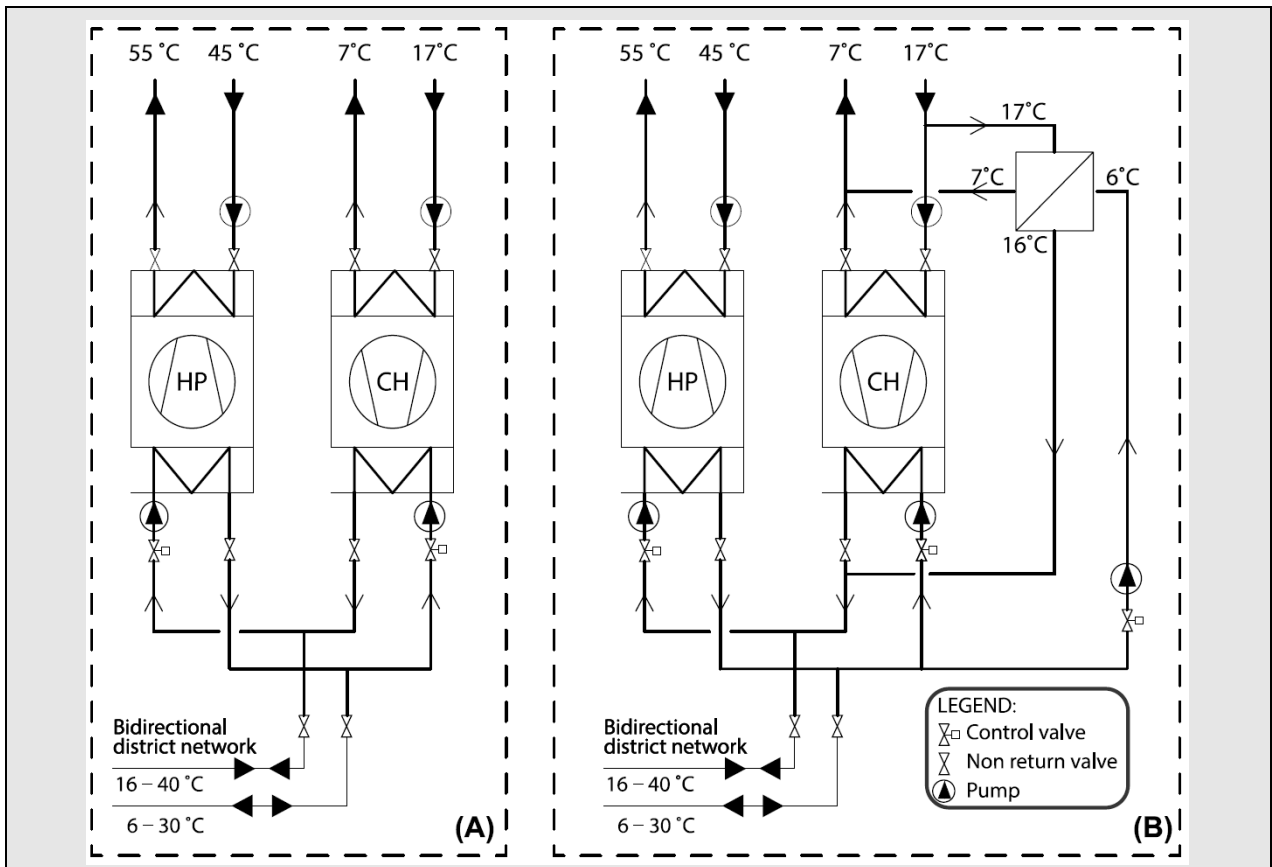 55 ˚C 45 ˚C 7˚C 17˚C
HP CH
Bidirectional
district network
16 – 40 ˚C
6 – 30 ˚C
(A)
55 ˚C 45 ˚C 7˚C 17˚C
17˚C
7˚C 6˚C
16˚C
HP CH
Bidirectional
district network
16 – 40 ˚C
6 – 30 ˚C
LEGEND:
Control valve
Non return valve
Pump
(B)